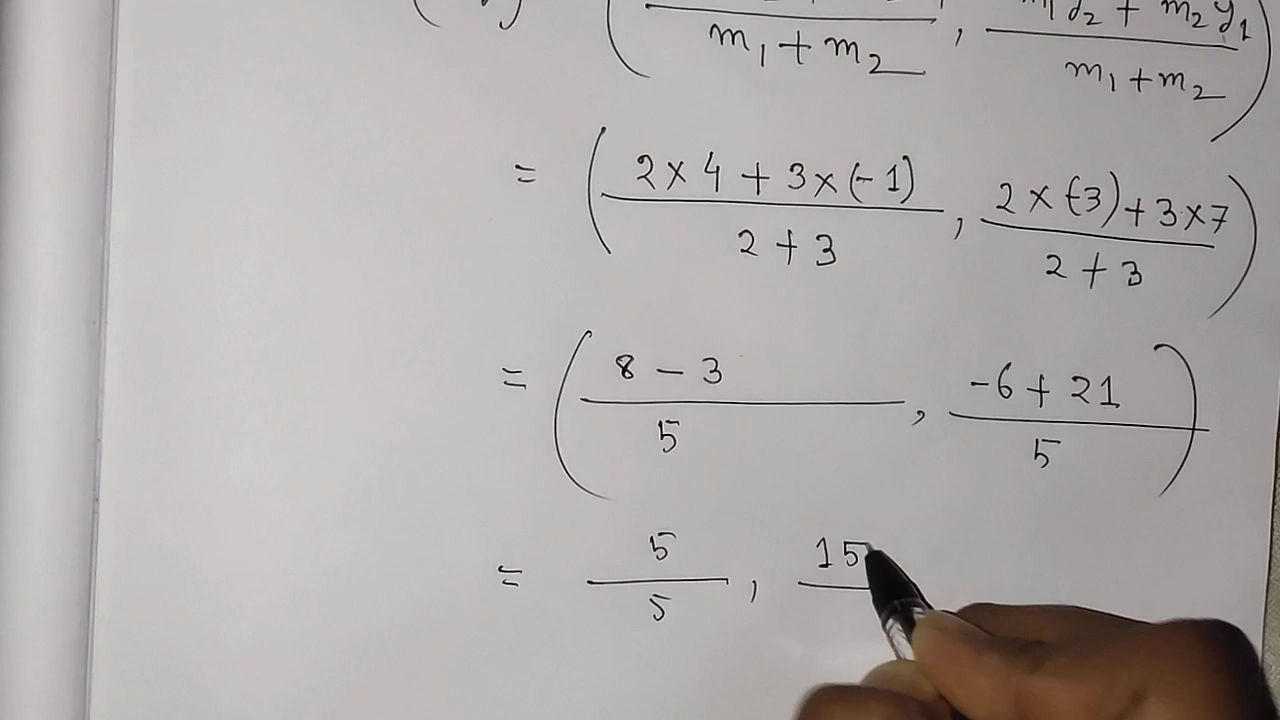 ( y) ( / m₁ + m₂ , m₁y₂ + m₂y₁ / m₁ + m₂ )
= ( 2 × 4 + 3 × (-1) / 2 + 3 , 2 × (-3) + 3 × 7 / 2 + 3 )
= ( 8 - 3 / 5 , -6 + 21 / 5 )
= 5 / 5 , 15 /